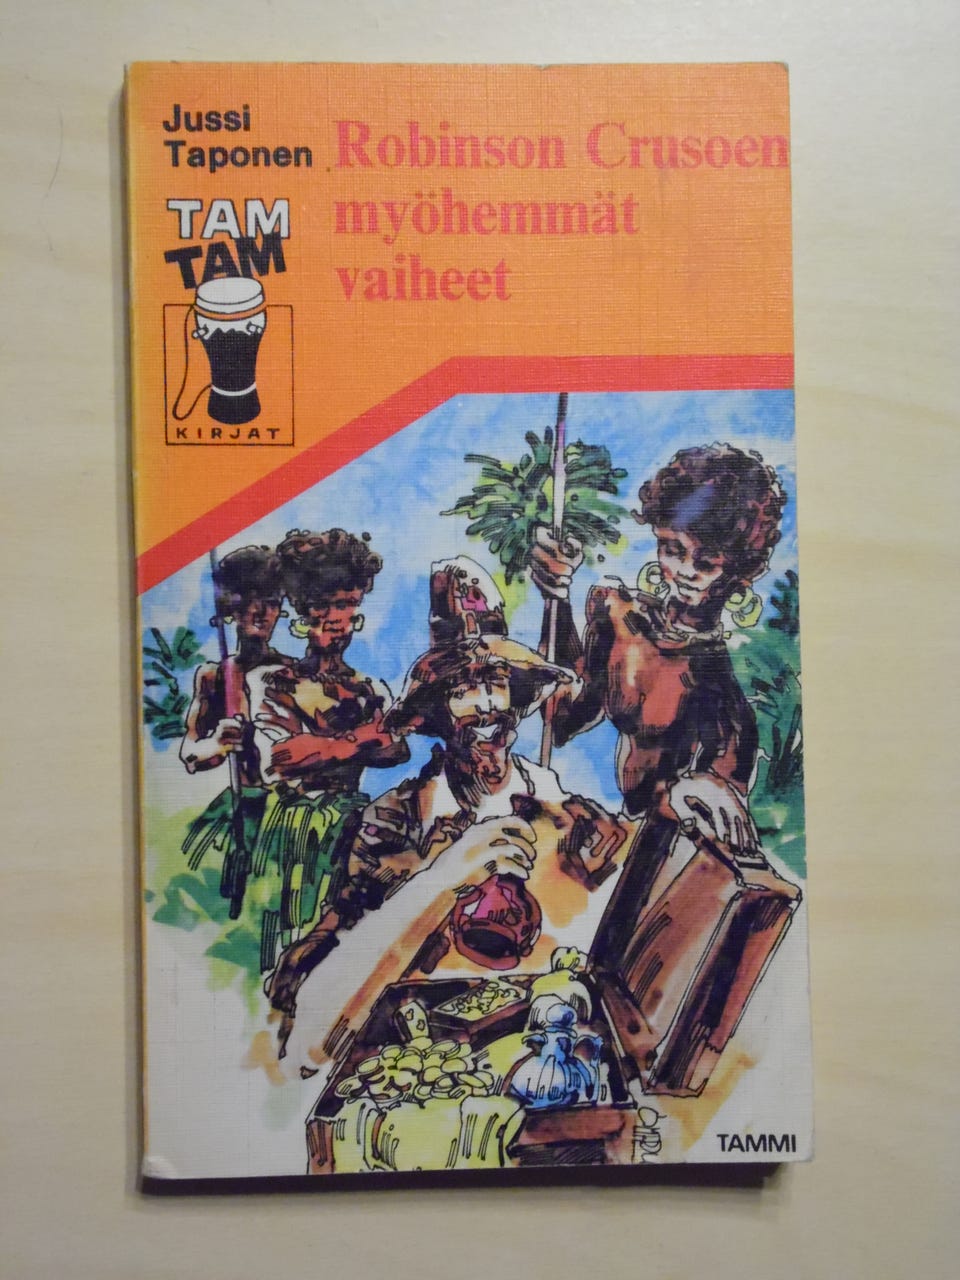 Jussi
Taponen
Robinson Crusoen
myöhemmät
vaiheet
TAM
TAM
KIRJAT
TAMMI